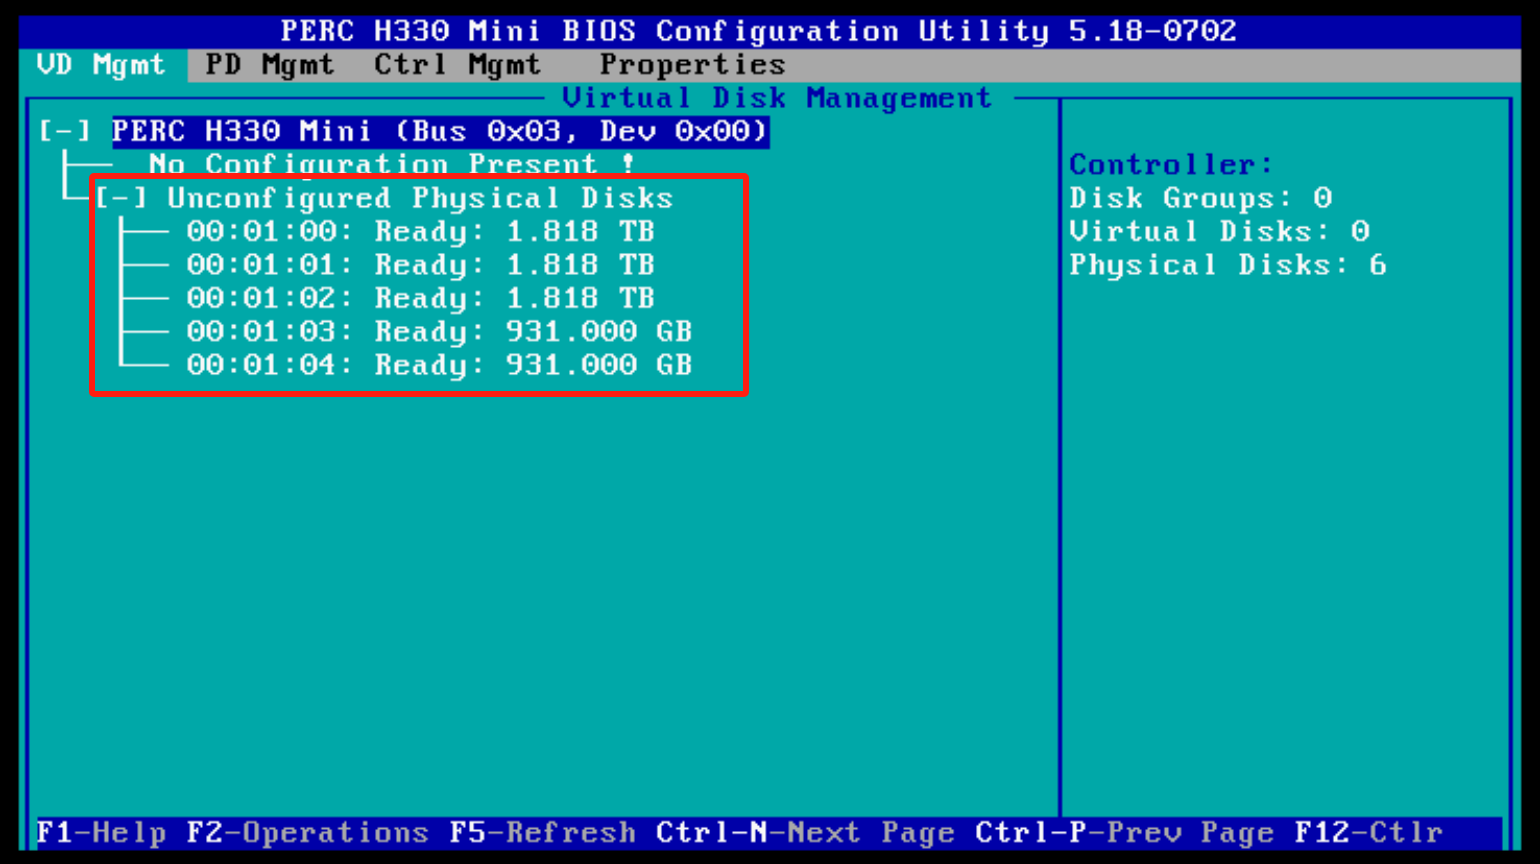 PERC H330 Mini BIOS Configuration Utility 5.18-0702
VD Mgmt PD Mgmt Ctrl Mgmt Properties
Virtual Disk Management
[-] PERC H330 Mini (Bus 0x03, Dev 0x00)
No Configuration Present !
[-] Unconfigured Physical Disks
00:01:00: Ready: 1.818 TB
00:01:01: Ready: 1.818 TB
00:01:02: Ready: 1.818 TB
00:01:03: Ready: 931.000 GB
00:01:04: Ready: 931.000 GB
Controller:
Disk Groups: 0
Virtual Disks: 0
Physical Disks: 6
F1-Help F2-Operations F5-Refresh Ctrl-N-Next Page Ctrl-P-Prev Page F12-Ctlr